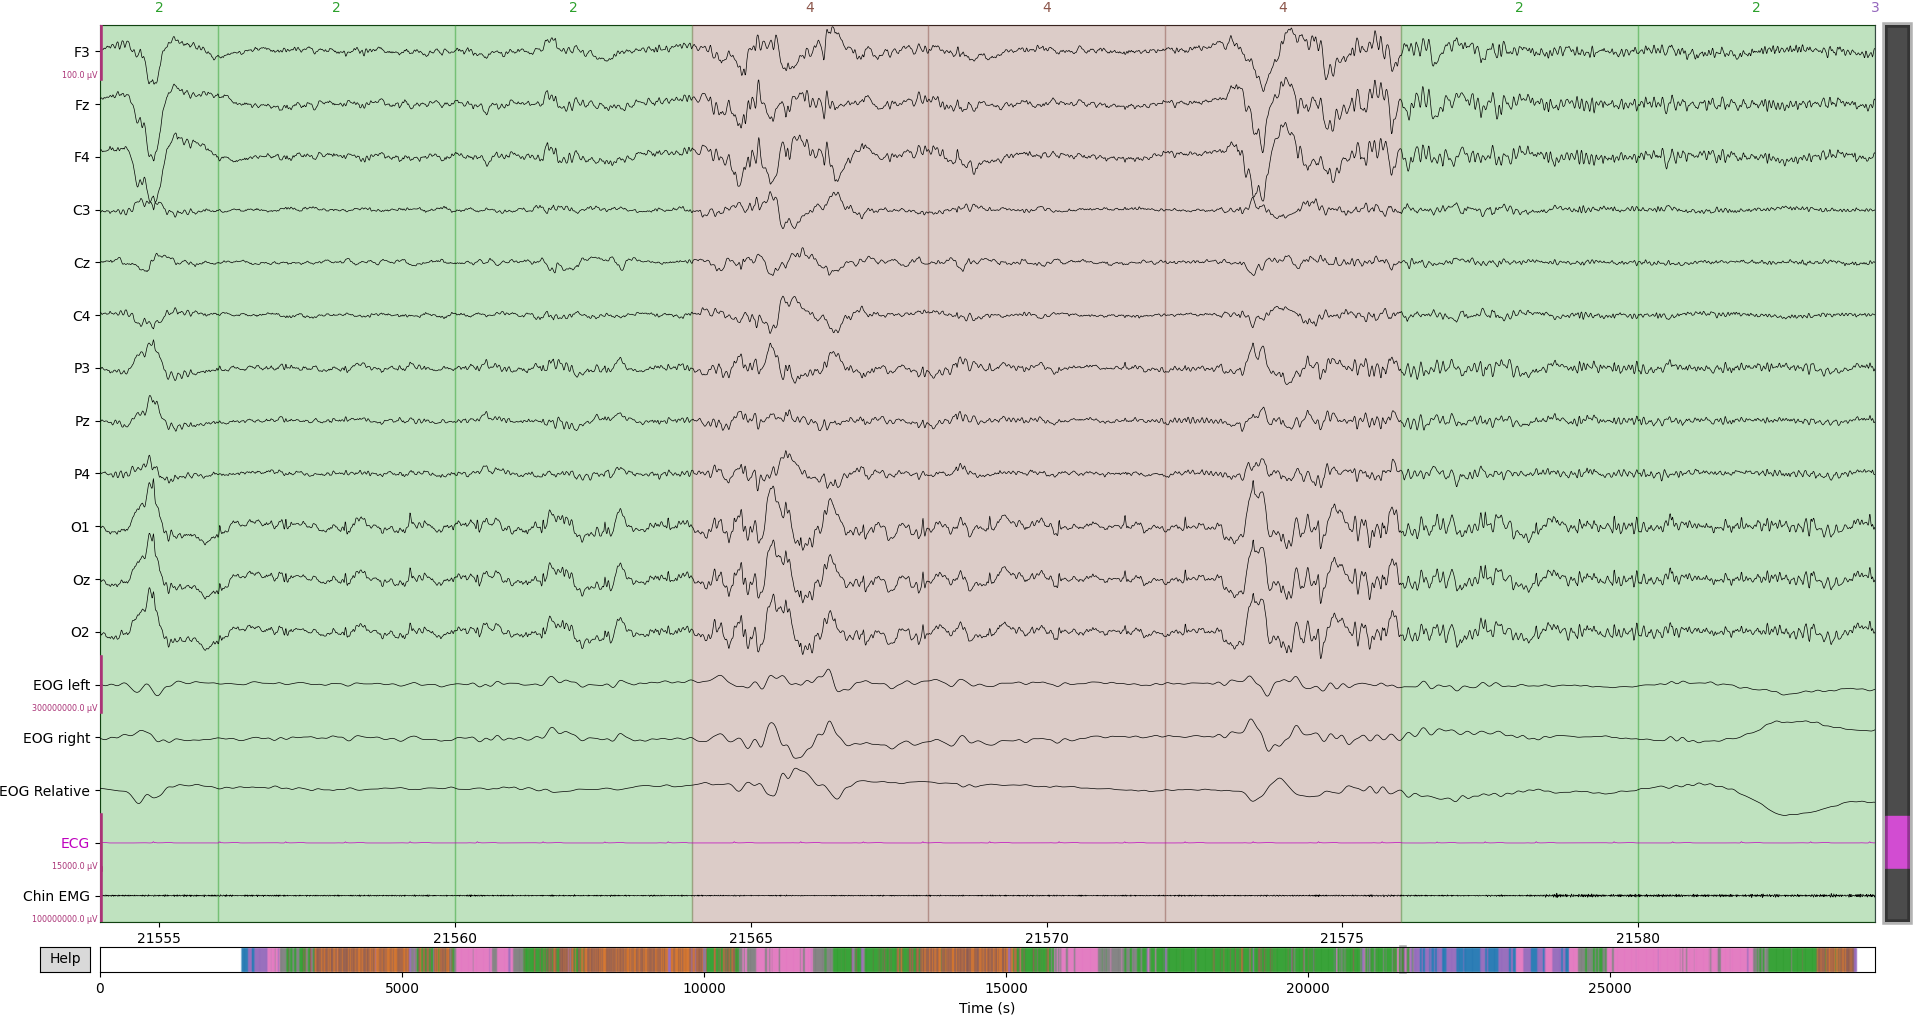 2 2 2 4 4 4 2 2 3
F3
100.0 µV
Fz
F4
C3
Cz
C4
P3
Pz
P4
O1
Oz
O2
EOG left
300000000.0 µV
EOG right
EOG Relative
ECG
15000.0 µV
Chin EMG
100000000.0 µV
21555 21560 21565 21570 21575 21580
Help
0 5000 10000 15000 20000 25000
Time (s)